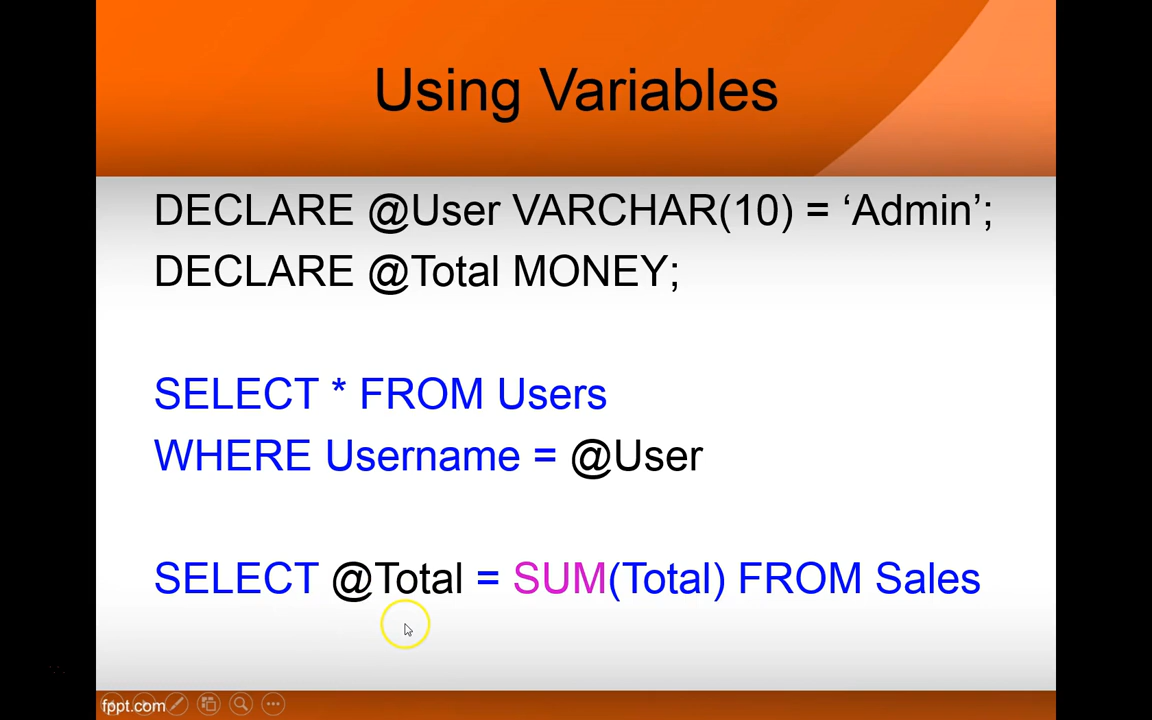 Using Variables
DECLARE @User VARCHAR(10) = ‘Admin’;
DECLARE @Total MONEY;
SELECT * FROM Users
WHERE Username = @User
SELECT @Total = SUM(Total) FROM Sales
fppt.com